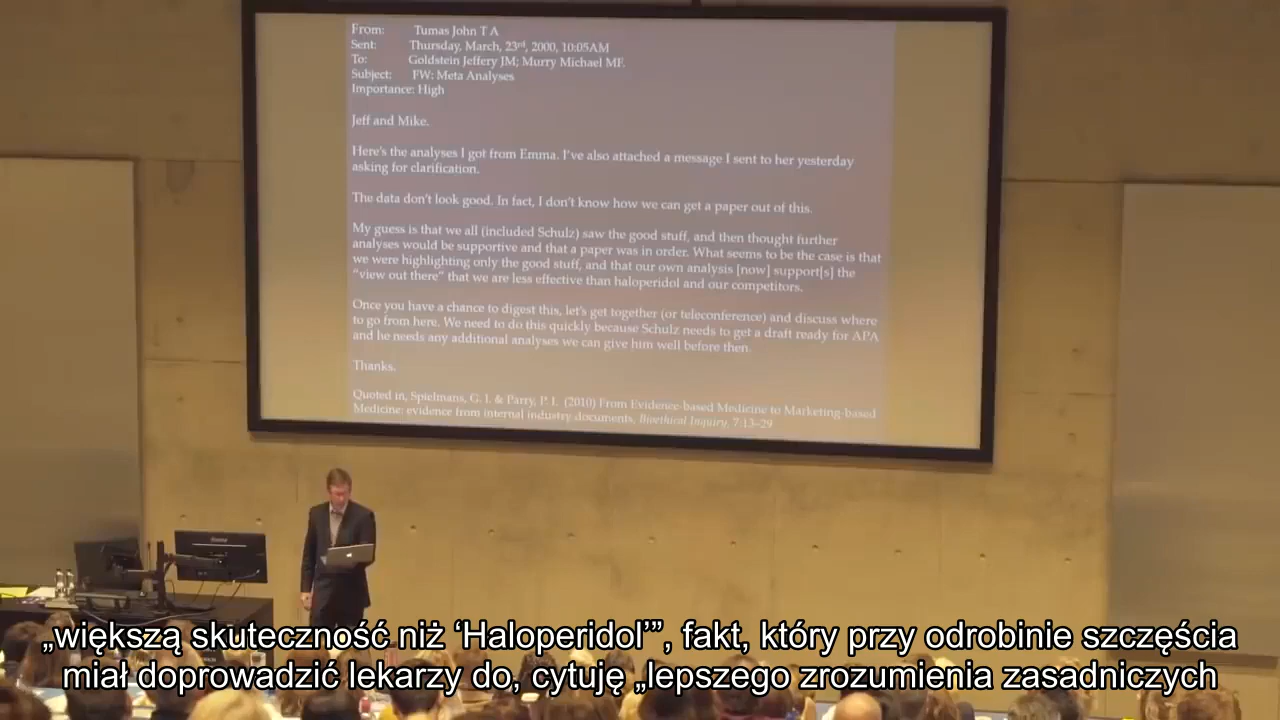 From: Tumas John T A
Sent: Thursday, March, 23rd, 2000, 10:05AM
To: Goldstein Jeffery JM; Murry Michael MF.
Subject: FW: Meta Analyses
Importance: High
Jeff and Mike.
Here's the analyses I got from Emma. I've also attached a message I sent to her yesterday
asking for clarification.
The data don't look good. In fact, I don't know how we can get a paper out of this.
My guess is that we all (included Schulz) saw the good stuff, and then thought further
analyses would be supportive and that a paper was in order. What seems to be the case is that
we were highlighting only the good stuff, and that our own analysis [now] support[s] the
"view out there" that we are less effective than haloperidol and our competitors.
Once you have a chance to digest this, let's get together (or teleconference) and discuss where
to go from here. We need to do this quickly because Schulz needs to get a draft ready for APA
and he needs any additional analyses we can give him well before then.
Thanks.
Quoted in, Spielmans, G. I. & Parry, P. I. (2010) From Evidence-based Medicine to Marketing-based
Medicine: evidence from internal industry documents, Bioethical Inquiry, 7:13–29
„większą skuteczność niż ‘Haloperidol’”, fakt, który przy odrobinie szczęścia
miał doprowadzić lekarzy do, cytuję „lepszego zrozumienia zasadniczych